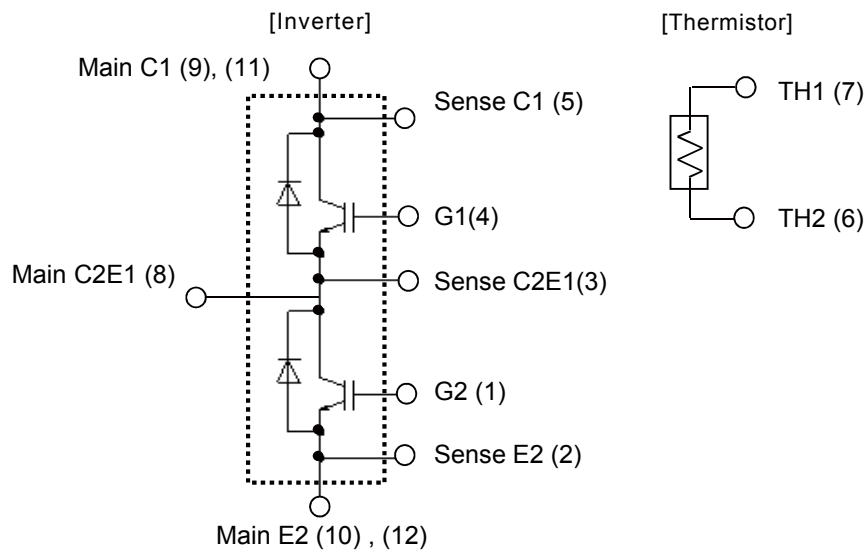 [Inverter]
[Thermistor]
Main C1 (9), (11)
Sense C1 (5)
TH1 (7)
G1(4)
TH2 (6)
Main C2E1 (8)
Sense C2E1(3)
G2 (1)
Sense E2 (2)
Main E2 (10) , (12)